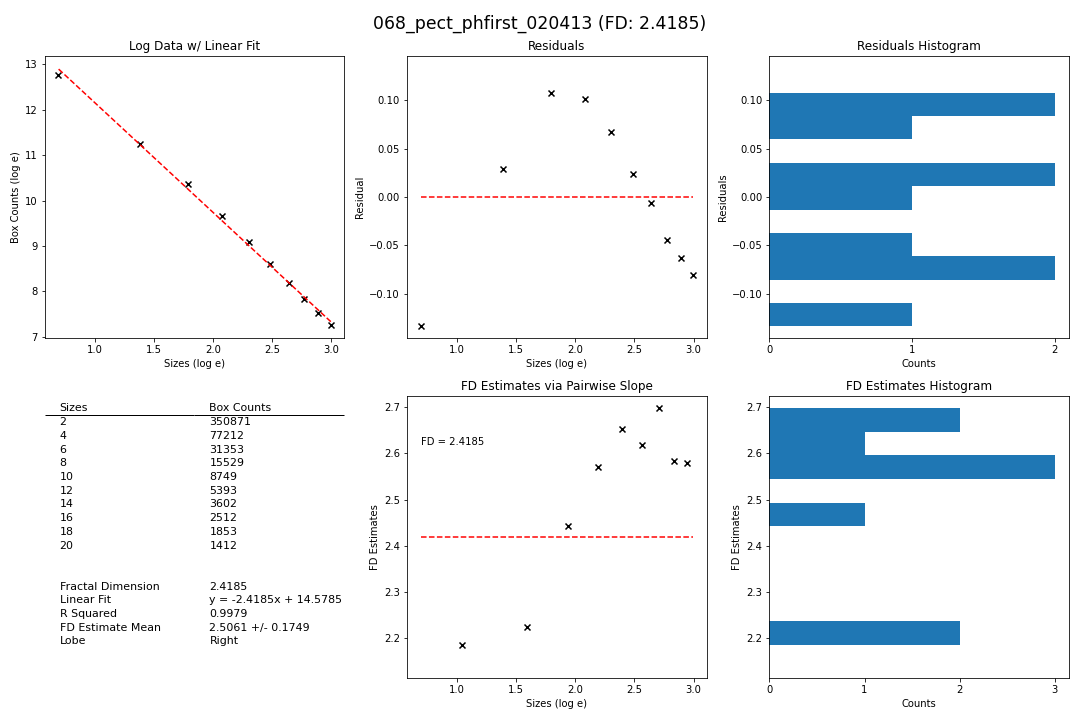 068_pect_phfirst_020413 (FD: 2.4185)
Log Data w/ Linear Fit
13
12
11
10
9
8
7
Box Counts (log e)
1.0 1.5 2.0 2.5 3.0
Sizes (log e)
Residuals
0.10
0.05
0.00
−0.05
−0.10
Residual
1.0 1.5 2.0 2.5 3.0
Sizes (log e)
Residuals Histogram
0.10
0.05
0.00
−0.05
−0.10
Residuals
0 1 2
Counts
Sizes Box Counts
2 350871
4 77212
6 31353
8 15529
10 8749
12 5393
14 3602
16 2512
18 1853
20 1412
Fractal Dimension 2.4185
Linear Fit y = -2.4185x + 14.5785
R Squared 0.9979
FD Estimate Mean 2.5061 +/- 0.1749
Lobe Right
FD Estimates via Pairwise Slope
2.7
2.6
2.5
2.4
2.3
2.2
FD Estimates
FD = 2.4185
1.0 1.5 2.0 2.5 3.0
Sizes (log e)
FD Estimates Histogram
2.7
2.6
2.5
2.4
2.3
2.2
FD Estimates
0 1 2 3
Counts